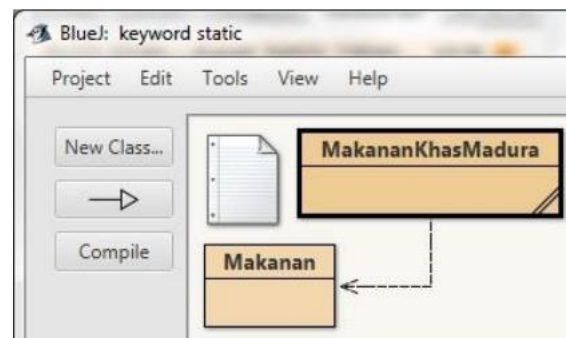 BlueJ: keyword static
Project Edit Tools View Help
New Class...
Compile
MakananKhasMadura
Makanan